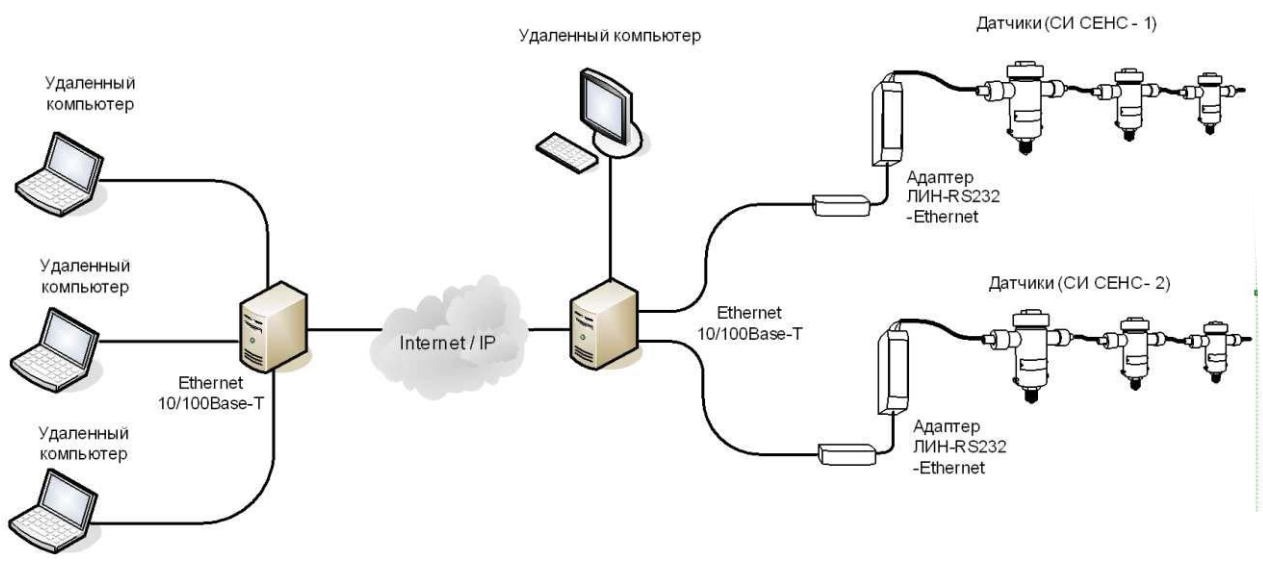 Датчики (СИ СЕНС - 1)
Удаленный компьютер
Удаленный
компьютер
Адаптер
ЛИН-RS232
-Ethernet
Удаленный
компьютер
Датчики (СИ СЕНС- 2)
Ethernet
10/100Base-T
Internet / IP
Ethernet
10/100Base-T
Удаленный
компьютер
Адаптер
ЛИН-RS232
-Ethernet